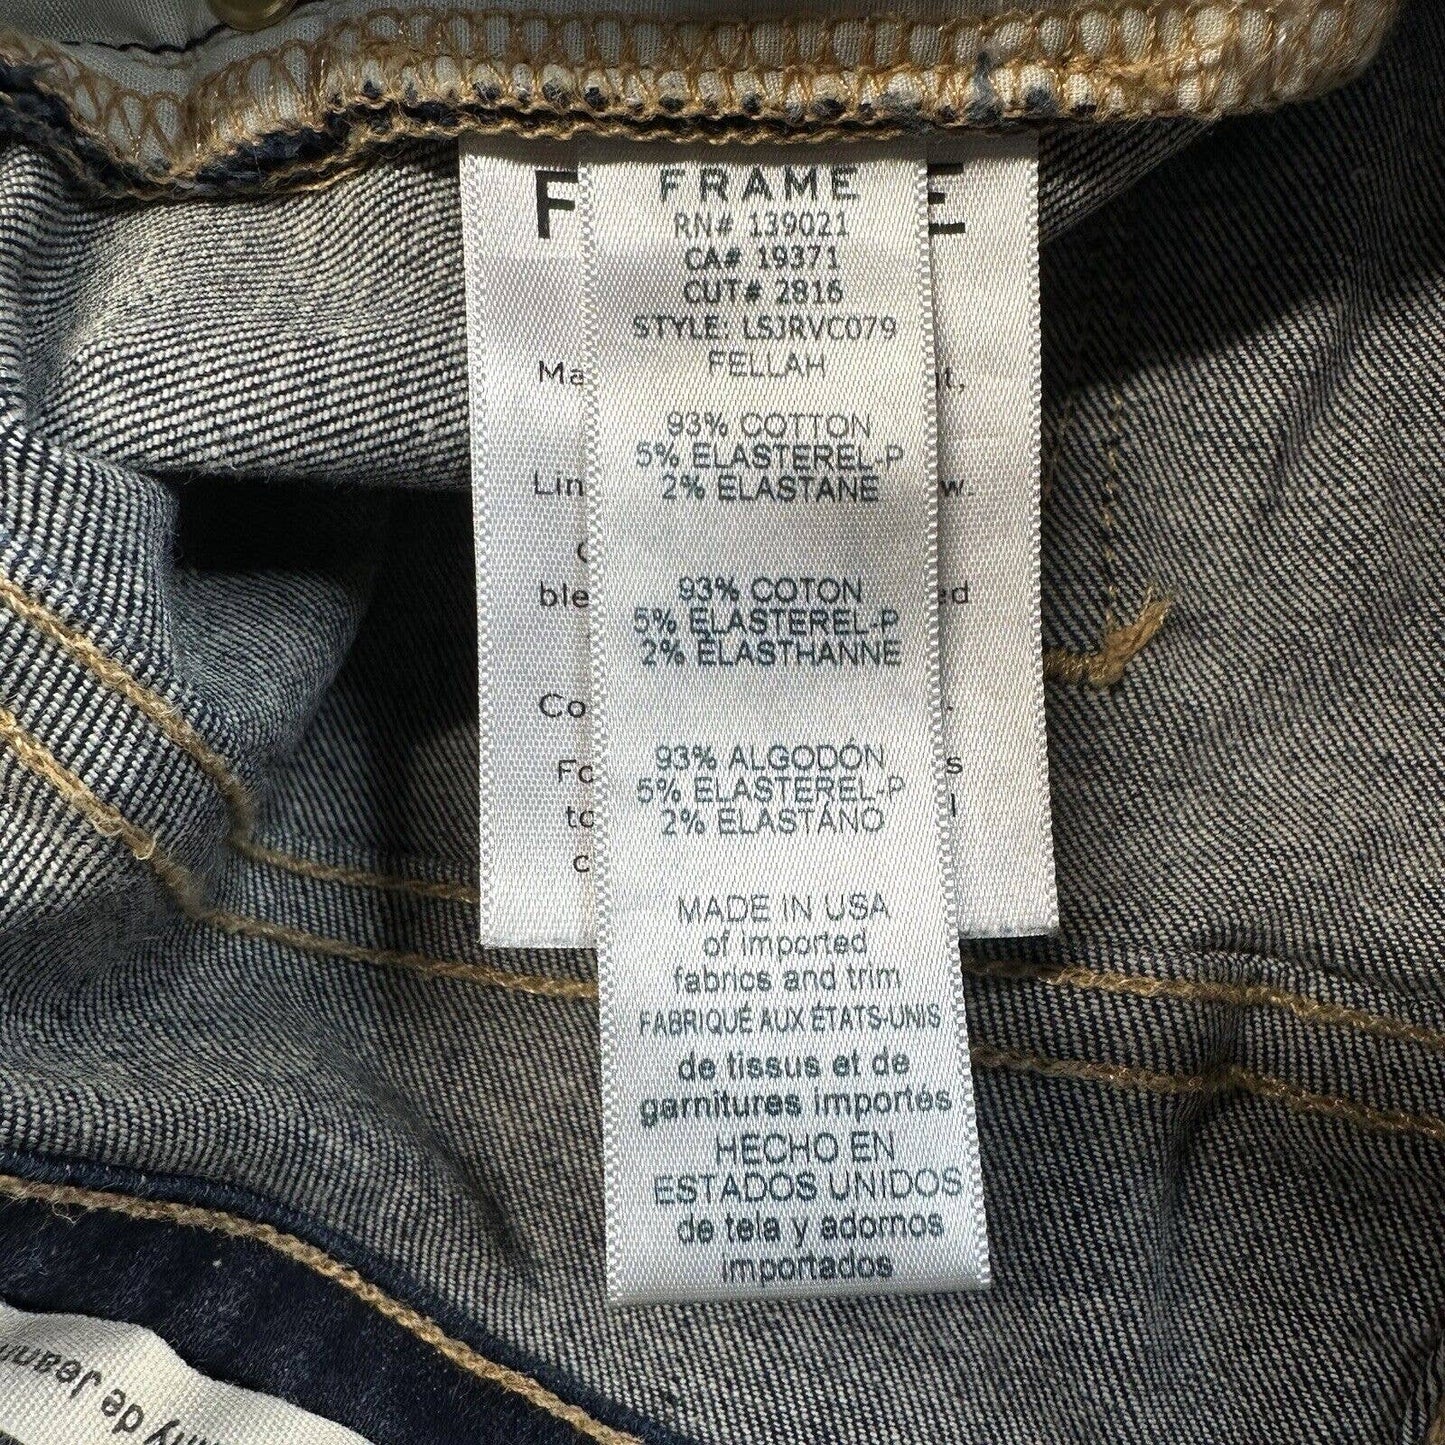 FRAME
RN# 139021
CA# 19371
CUT# 2816
STYLE: LSJRVC079
FELLAH
93% COTTON
5% ELASTEREL-P
2% ELASTANE
93% COTON
5% ELASTEREL-P
2% ELASTHANNE
93% ALGODÓN
5% ELASTEREL-P
2% ELASTANO
MADE IN USA
of imported
fabrics and trim
FABRIQUÉ AUX ÉTATS-UNIS
de tissus et de
garnitures importés
HECHO EN
ESTADOS UNIDOS
de tela y adornos
importados
de